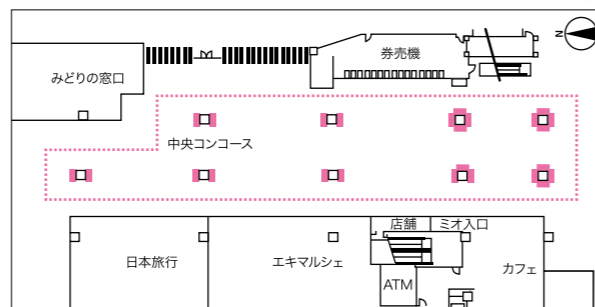 N
券売機
みどりの窓口
中央コンコース
店舗
ミオ入口
日本旅行
エキマルシェ
カフェ
ATM